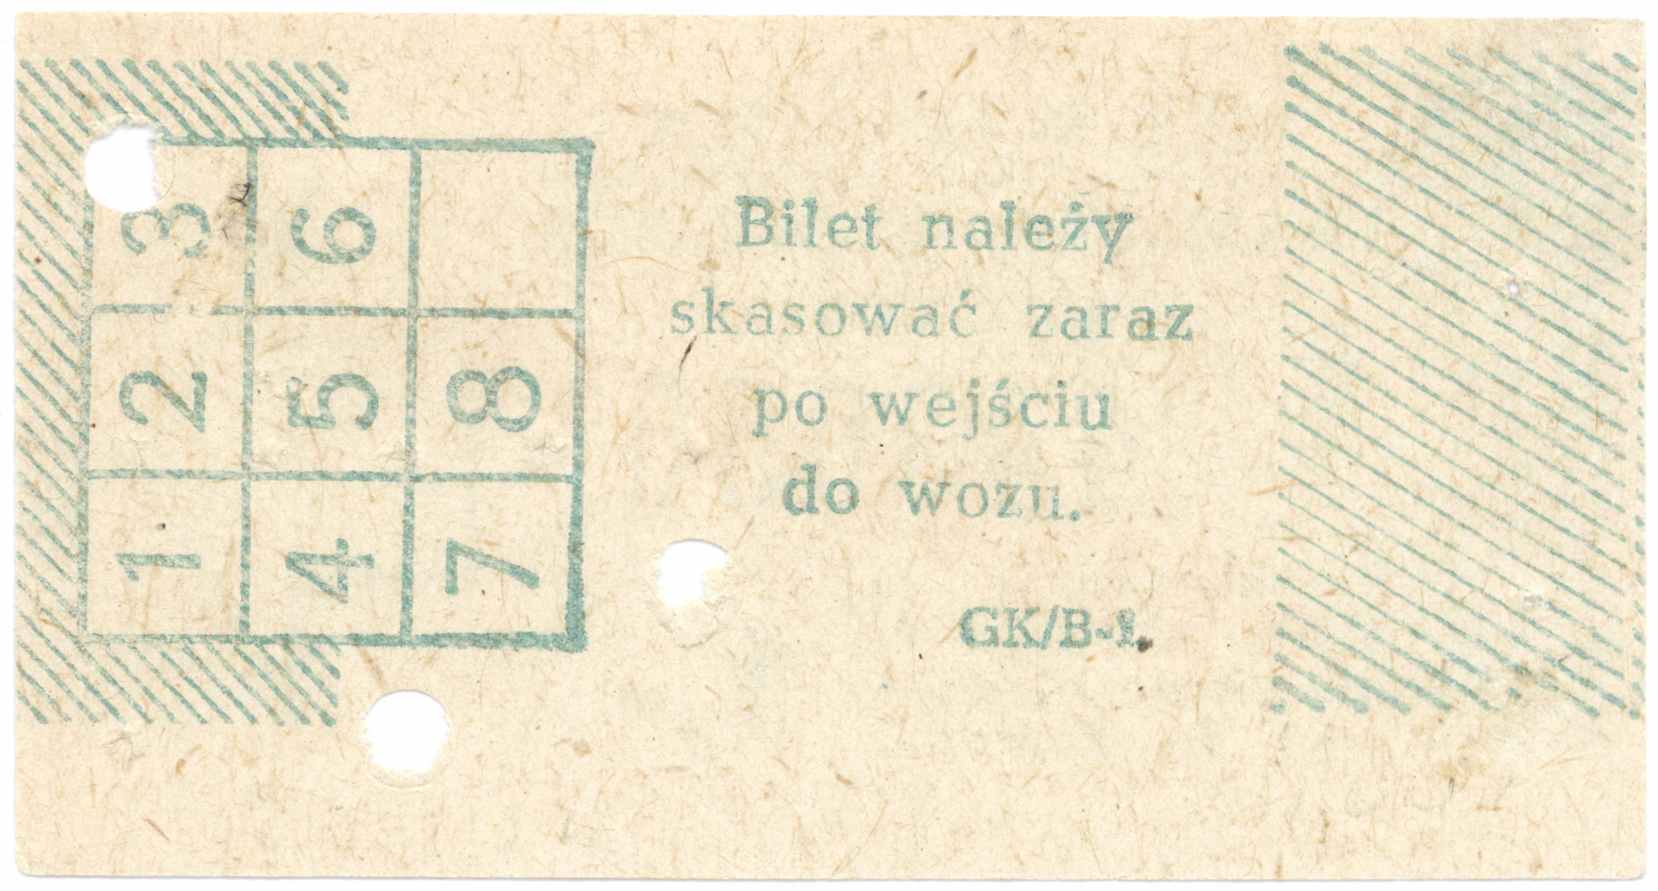 3 6
2 5 8
1 4 7
Bilet należy
skasować zaraz
po wejściu
do wozu.
GK/B-1.